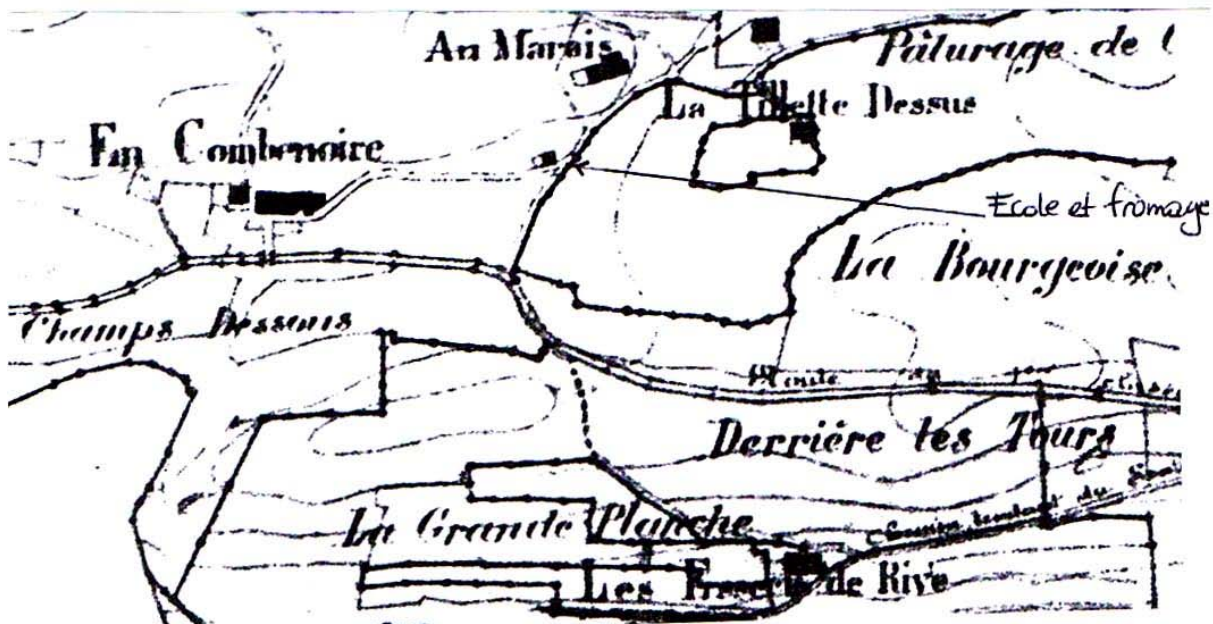 Au Marais
Pâturage de
La Tillette Dessus
En Combenoire
Ecole et fromage
La Bourgeoise
Champs Dessous
Route
Derrière les Tours
La Grande Planche
Les de Rive